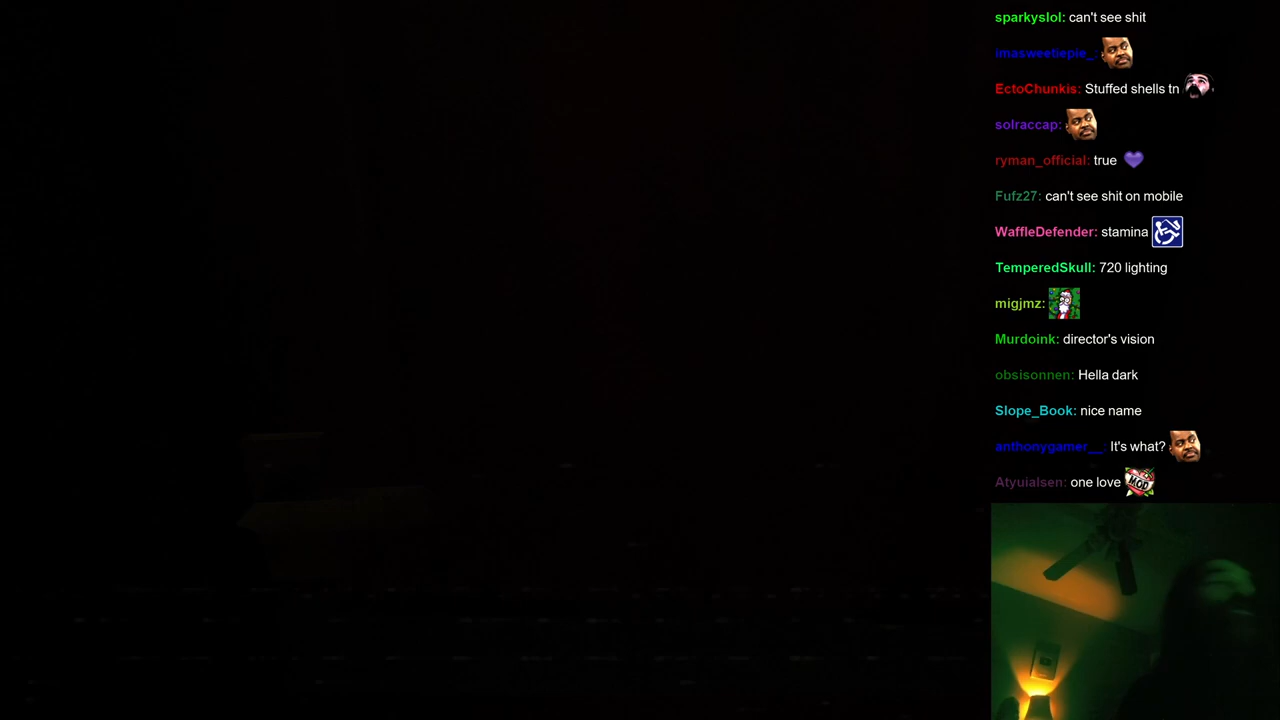 sparkyslol: can't see shit
imasweetiepie_:
EctoChunkis: Stuffed shells tn
solraccap:
ryman_official: true
Fufz27: can't see shit on mobile
WaffleDefender: stamina
TemperedSkull: 720 lighting
migjmz:
Murdoink: director's vision
obsisonnen: Hella dark
Slope_Book: nice name
anthonygamer__: It's what?
Atyuialsen: one love MOD